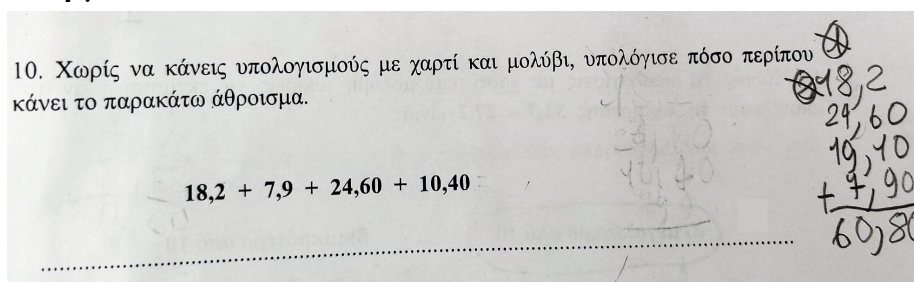 10. Χωρίς να κάνεις υπολογισμούς με χαρτί και μολύβι, υπολόγισε πόσο περίπου
κάνει το παρακάτω άθροισμα.
18,2 + 7,9 + 24,60 + 10,40
18,2
24,60
19,10
+ 7,90
60,80